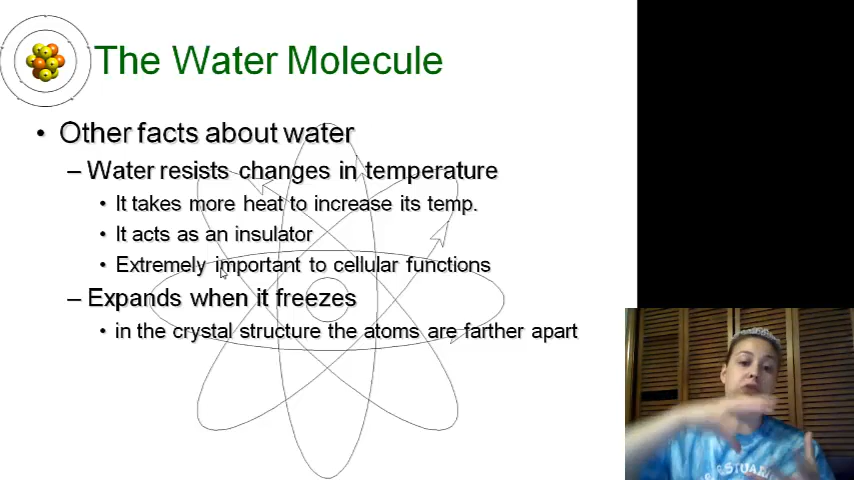 The Water Molecule
• Other facts about water
– Water resists changes in temperature
• It takes more heat to increase its temp.
• It acts as an insulator
• Extremely important to cellular functions
– Expands when it freezes
• in the crystal structure the atoms are farther apart